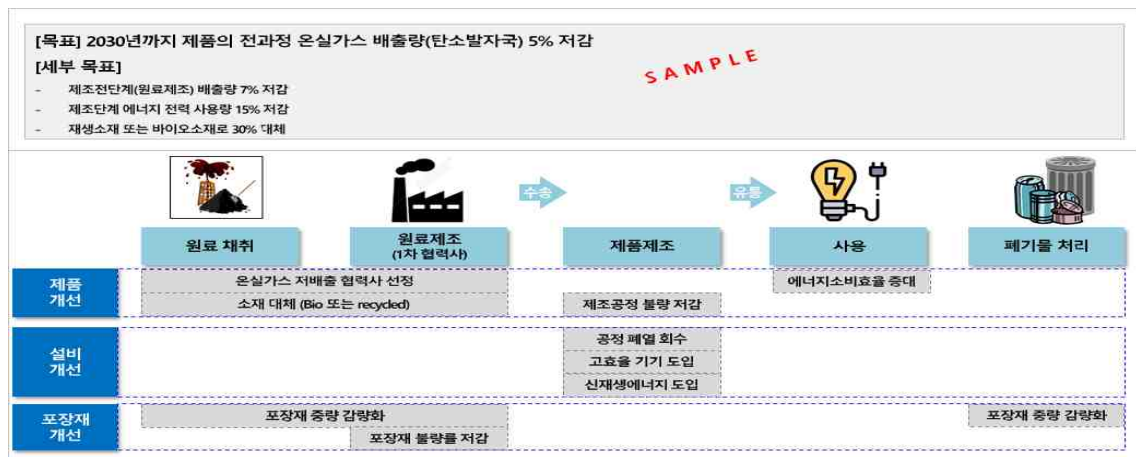 [목표] 2030년까지 제품의 전과정 온실가스 배출량(탄소발자국) 5% 저감
[세부 목표]
- 제조전단계(원료제조) 배출량 7% 저감
- 제조단계 에너지 전력 사용량 15% 저감
- 재생소재 또는 바이오소재로 30% 대체
SAMPLE
수송
유통
원료 채취
원료제조
(1차 협력사)
제품제조
사용
폐기물 처리
제품
개선
온실가스 저배출 협력사 선정
에너지소비효율 증대
소재 대체 (Bio 또는 recycled)
제조공정 불량 저감
설비
개선
공정 폐열 회수
고효율 기기 도입
신재생에너지 도입
포장재
개선
포장재 중량 감량화
포장재 중량 감량화
포장재 불량률 저감